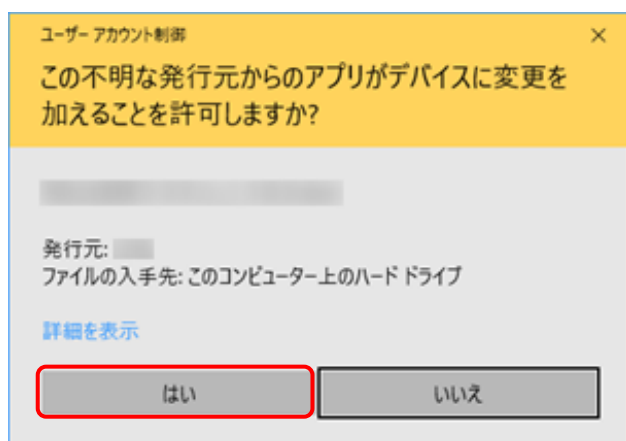 ユーザー アカウント制御
この不明な発行元からのアプリがデバイスに変更を
加えることを許可しますか?
発行元:
ファイルの入手先: このコンピューター上のハード ドライブ
詳細を表示
はい
いいえ